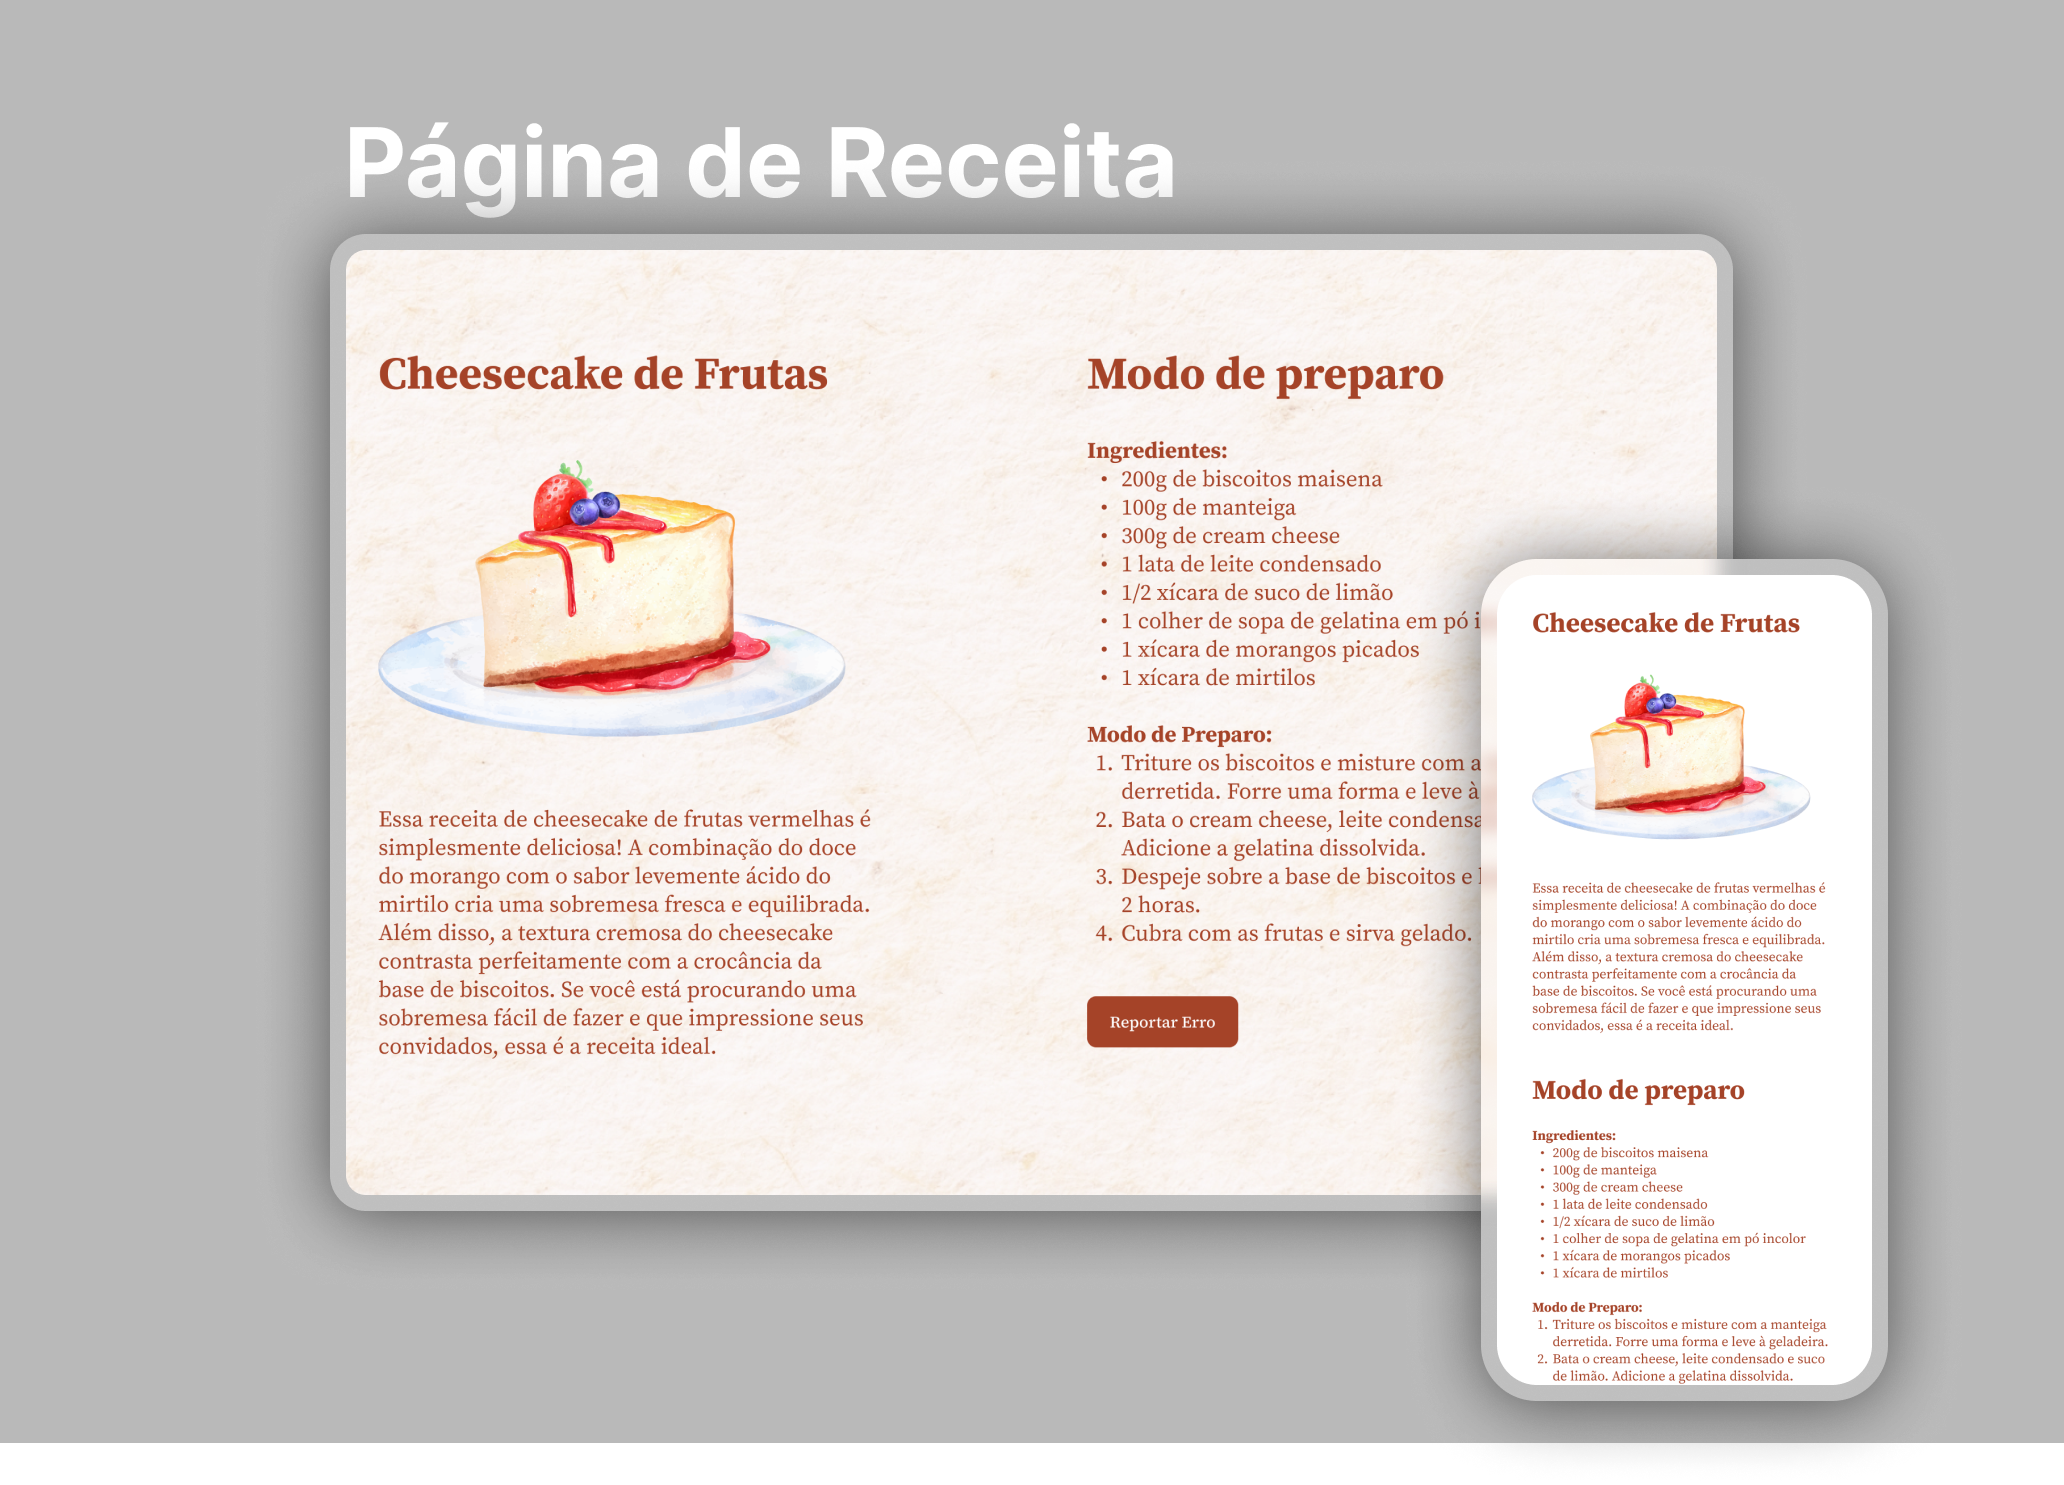 Página de Receita
Cheesecake de Frutas
Essa receita de cheesecake de frutas vermelhas é
simplesmente deliciosa! A combinação do doce
do morango com o sabor levemente ácido do
mirtilo cria uma sobremesa fresca e equilibrada.
Além disso, a textura cremosa do cheesecake
contrasta perfeitamente com a crocância da
base de biscoitos. Se você está procurando uma
sobremesa fácil de fazer e que impressione seus
convidados, essa é a receita ideal.
Modo de preparo
Ingredientes:
• 200g de biscoitos maisena
• 100g de manteiga
• 300g de cream cheese
• 1 lata de leite condensado
• 1/2 xícara de suco de limão
• 1 colher de sopa de gelatina em pó
• 1 xícara de morangos picados
• 1 xícara de mirtilos
Modo de Preparo:
1. Triture os biscoitos e misture com a
derretida. Forre uma forma e leve à
2. Bata o cream cheese, leite condensa
Adicione a gelatina dissolvida.
3. Despeje sobre a base de biscoitos e
2 horas.
4. Cubra com as frutas e sirva gelado.
Reportar Erro
Cheesecake de Frutas
Essa receita de cheesecake de frutas vermelhas é
simplesmente deliciosa! A combinação do doce
do morango com o sabor levemente ácido do
mirtilo cria uma sobremesa fresca e equilibrada.
Além disso, a textura cremosa do cheesecake
contrasta perfeitamente com a crocância da
base de biscoitos. Se você está procurando uma
sobremesa fácil de fazer e que impressione seus
convidados, essa é a receita ideal.
Modo de preparo
Ingredientes:
• 200g de biscoitos maisena
• 100g de manteiga
• 300g de cream cheese
• 1 lata de leite condensado
• 1/2 xícara de suco de limão
• 1 colher de sopa de gelatina em pó incolor
• 1 xícara de morangos picados
• 1 xícara de mirtilos
Modo de Preparo:
1. Triture os biscoitos e misture com a manteiga
derretida. Forre uma forma e leve à geladeira.
2. Bata o cream cheese, leite condensado e suco
de limão. Adicione a gelatina dissolvida.